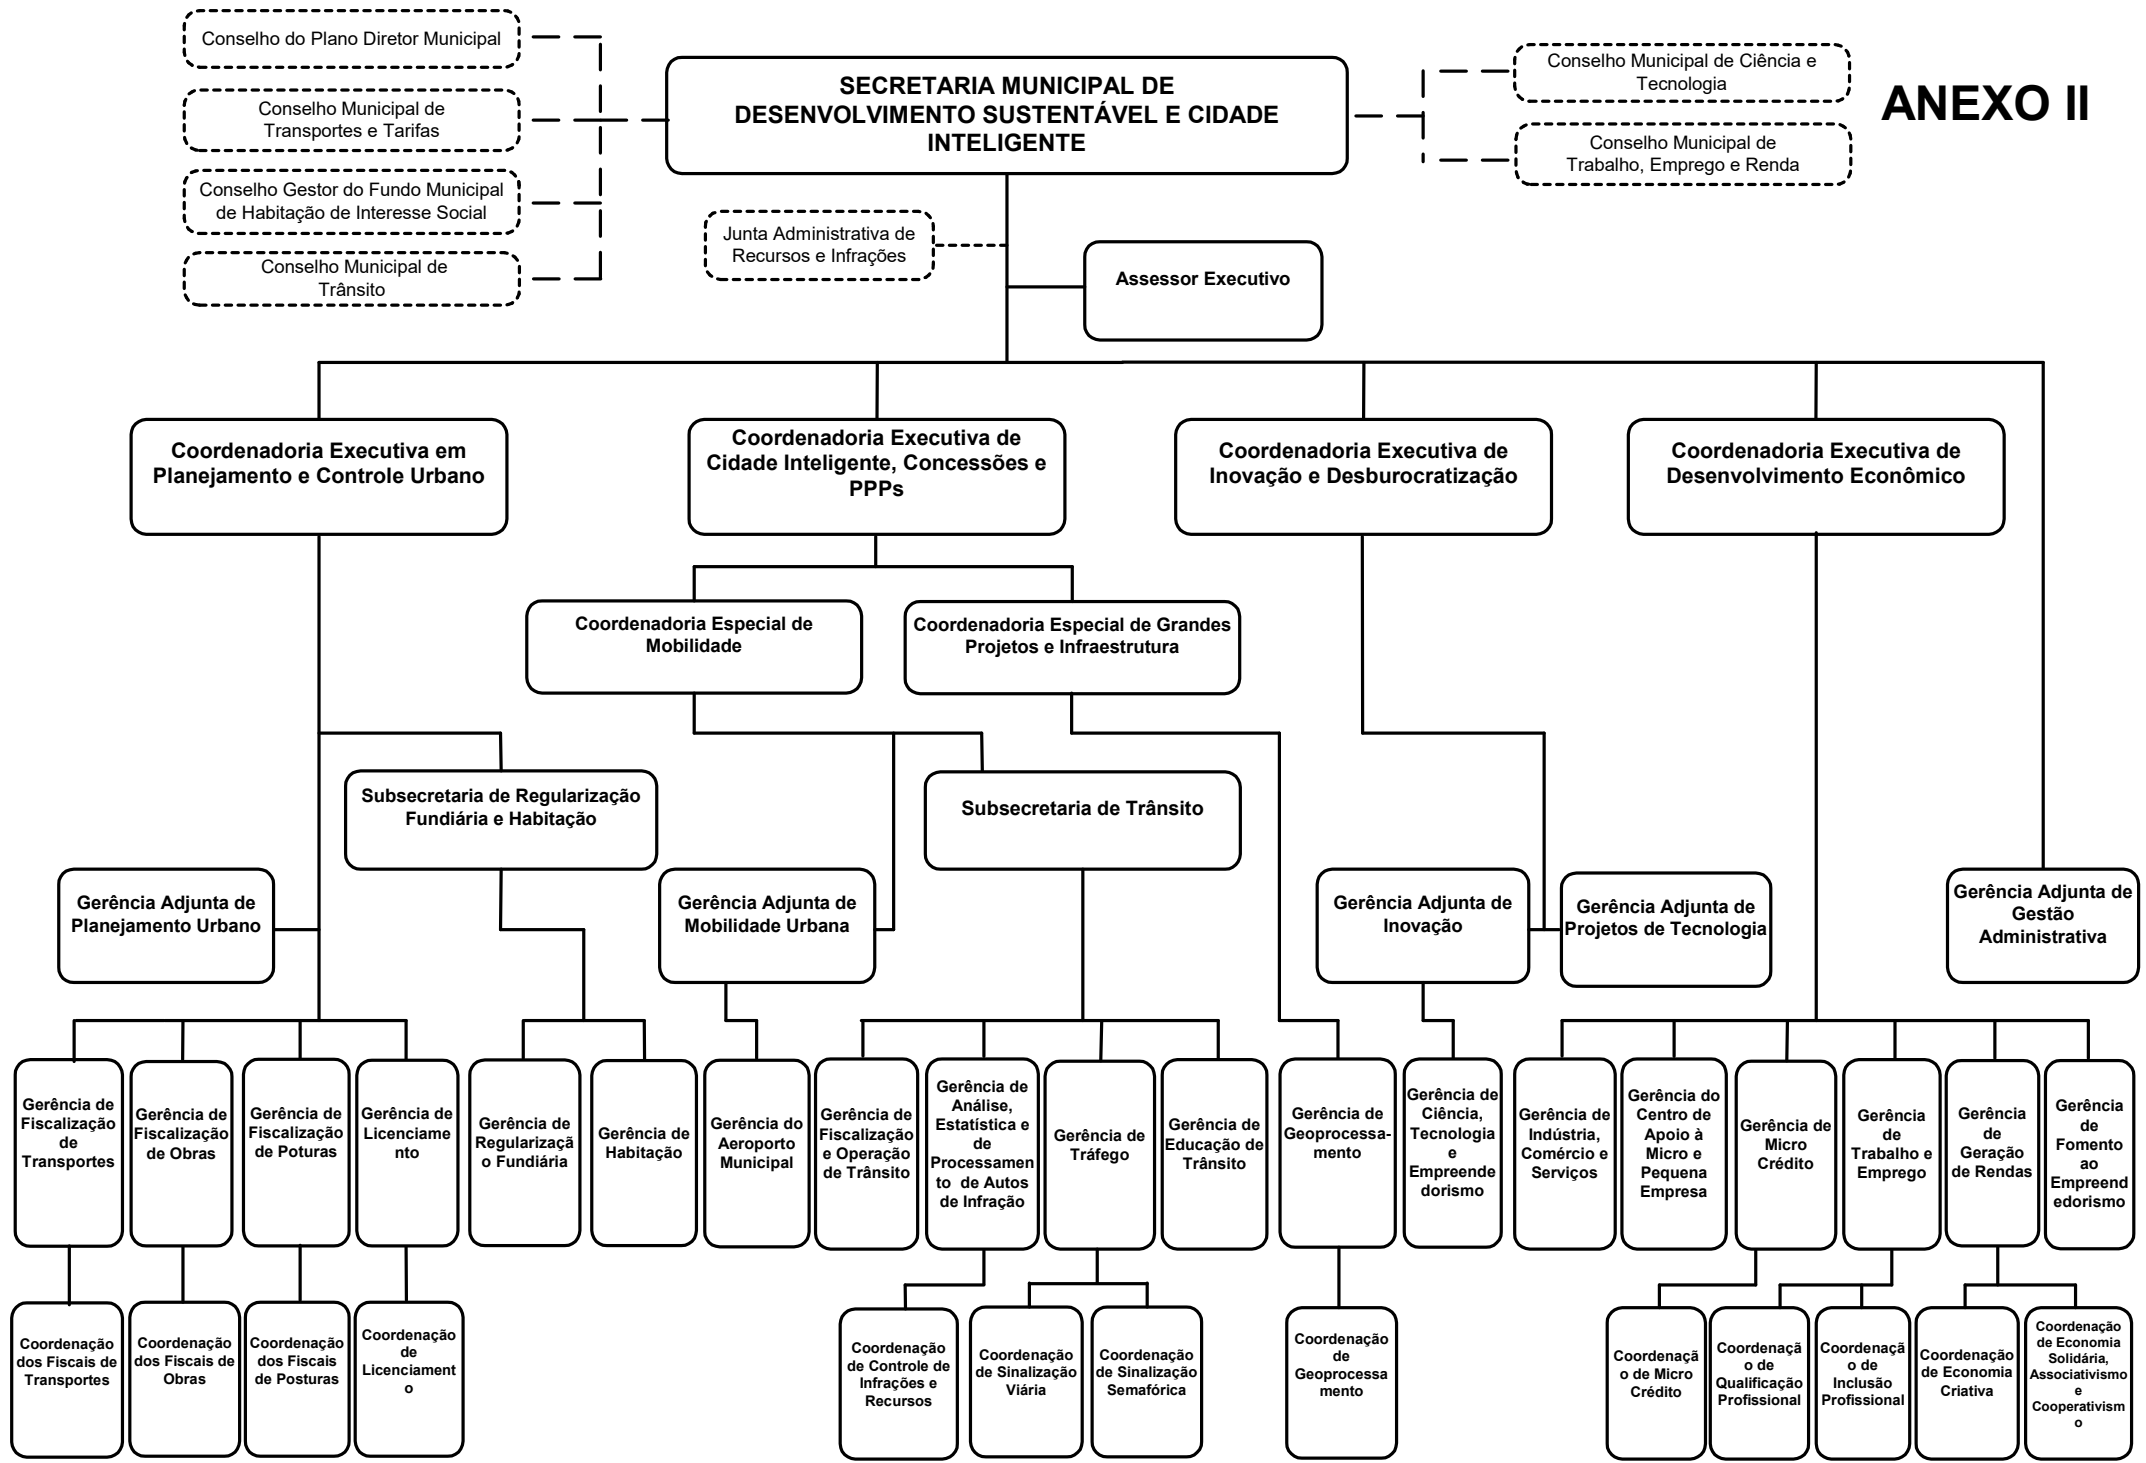 Conselho do Plano Diretor Municipal
Conselho Municipal de
Transportes e Tarifas
Conselho Gestor do Fundo Municipal
de Habitação de Interesse Social
Conselho Municipal de
Trânsito
SECRETARIA MUNICIPAL DE
DESENVOLVIMENTO SUSTENTÁVEL E CIDADE
INTELIGENTE
Conselho Municipal de Ciência e
Tecnologia
Conselho Municipal de
Trabalho, Emprego e Renda
ANEXO II
Junta Administrativa de
Recursos e Infrações
Assessor Executivo
Coordenadoria Executiva em
Planejamento e Controle Urbano
Coordenadoria Executiva de
Cidade Inteligente, Concessões e
PPPs
Coordenadoria Executiva de
Inovação e Desburocratização
Coordenadoria Executiva de
Desenvolvimento Econômico
Coordenadoria Especial de
Mobilidade
Coordenadoria Especial de Grandes
Projetos e Infraestrutura
Subsecretaria de Regularização
Fundiária e Habitação
Subsecretaria de Trânsito
Gerência Adjunta de
Planejamento Urbano
Gerência Adjunta de
Mobilidade Urbana
Gerência Adjunta de
Inovação
Gerência Adjunta de
Projetos de Tecnologia
Gerência Adjunta de
Gestão
Administrativa
Gerência de
Fiscalização
de
Transportes
Gerência de
Fiscalização
de Obras
Gerência de
Fiscalização
de Poturas
Gerência de
Licenciame
nto
Gerência de
Regularizaçã
o Fundiária
Gerência de
Habitação
Gerência do
Aeroporto
Municipal
Gerência de
Fiscalização
e Operação
de Trânsito
Gerência de
Análise,
Estatística e
de
Processamen
to  de Autos
de Infração
Gerência de
Tráfego
Gerência de
Educação de
Trânsito
Gerência de
Geoprocessa-
mento
Gerência de
Ciência,
Tecnologia
e
Empreende
dorismo
Gerência de
Indústria,
Comércio e
Serviços
Gerência do
Centro de
Apoio à
Micro e
Pequena
Empresa
Gerência de
Micro
Crédito
Gerência
de
Trabalho e
Emprego
Gerência
de
Geração
de Rendas
Gerência
de
Fomento
ao
Empreend
edorismo
Coordenação
dos Fiscais de
Transportes
Coordenação
dos Fiscais de
Obras
Coordenação
dos Fiscais
de Posturas
Coordenação
de
Licenciament
o
Coordenação
de Controle de
Infrações e
Recursos
Coordenação
de Sinalização
Viária
Coordenação
de Sinalização
Semafórica
Coordenação
de
Geoprocessa
mento
Coordenaçã
o de Micro
Crédito
Coordenaçã
o de
Qualificação
Profissional
Coordenaçã
o de
Inclusão
Profissional
Coordenação
de Economia
Criativa
Coordenação
de Economia
Solidária,
Associativismo
e
Cooperativism
o